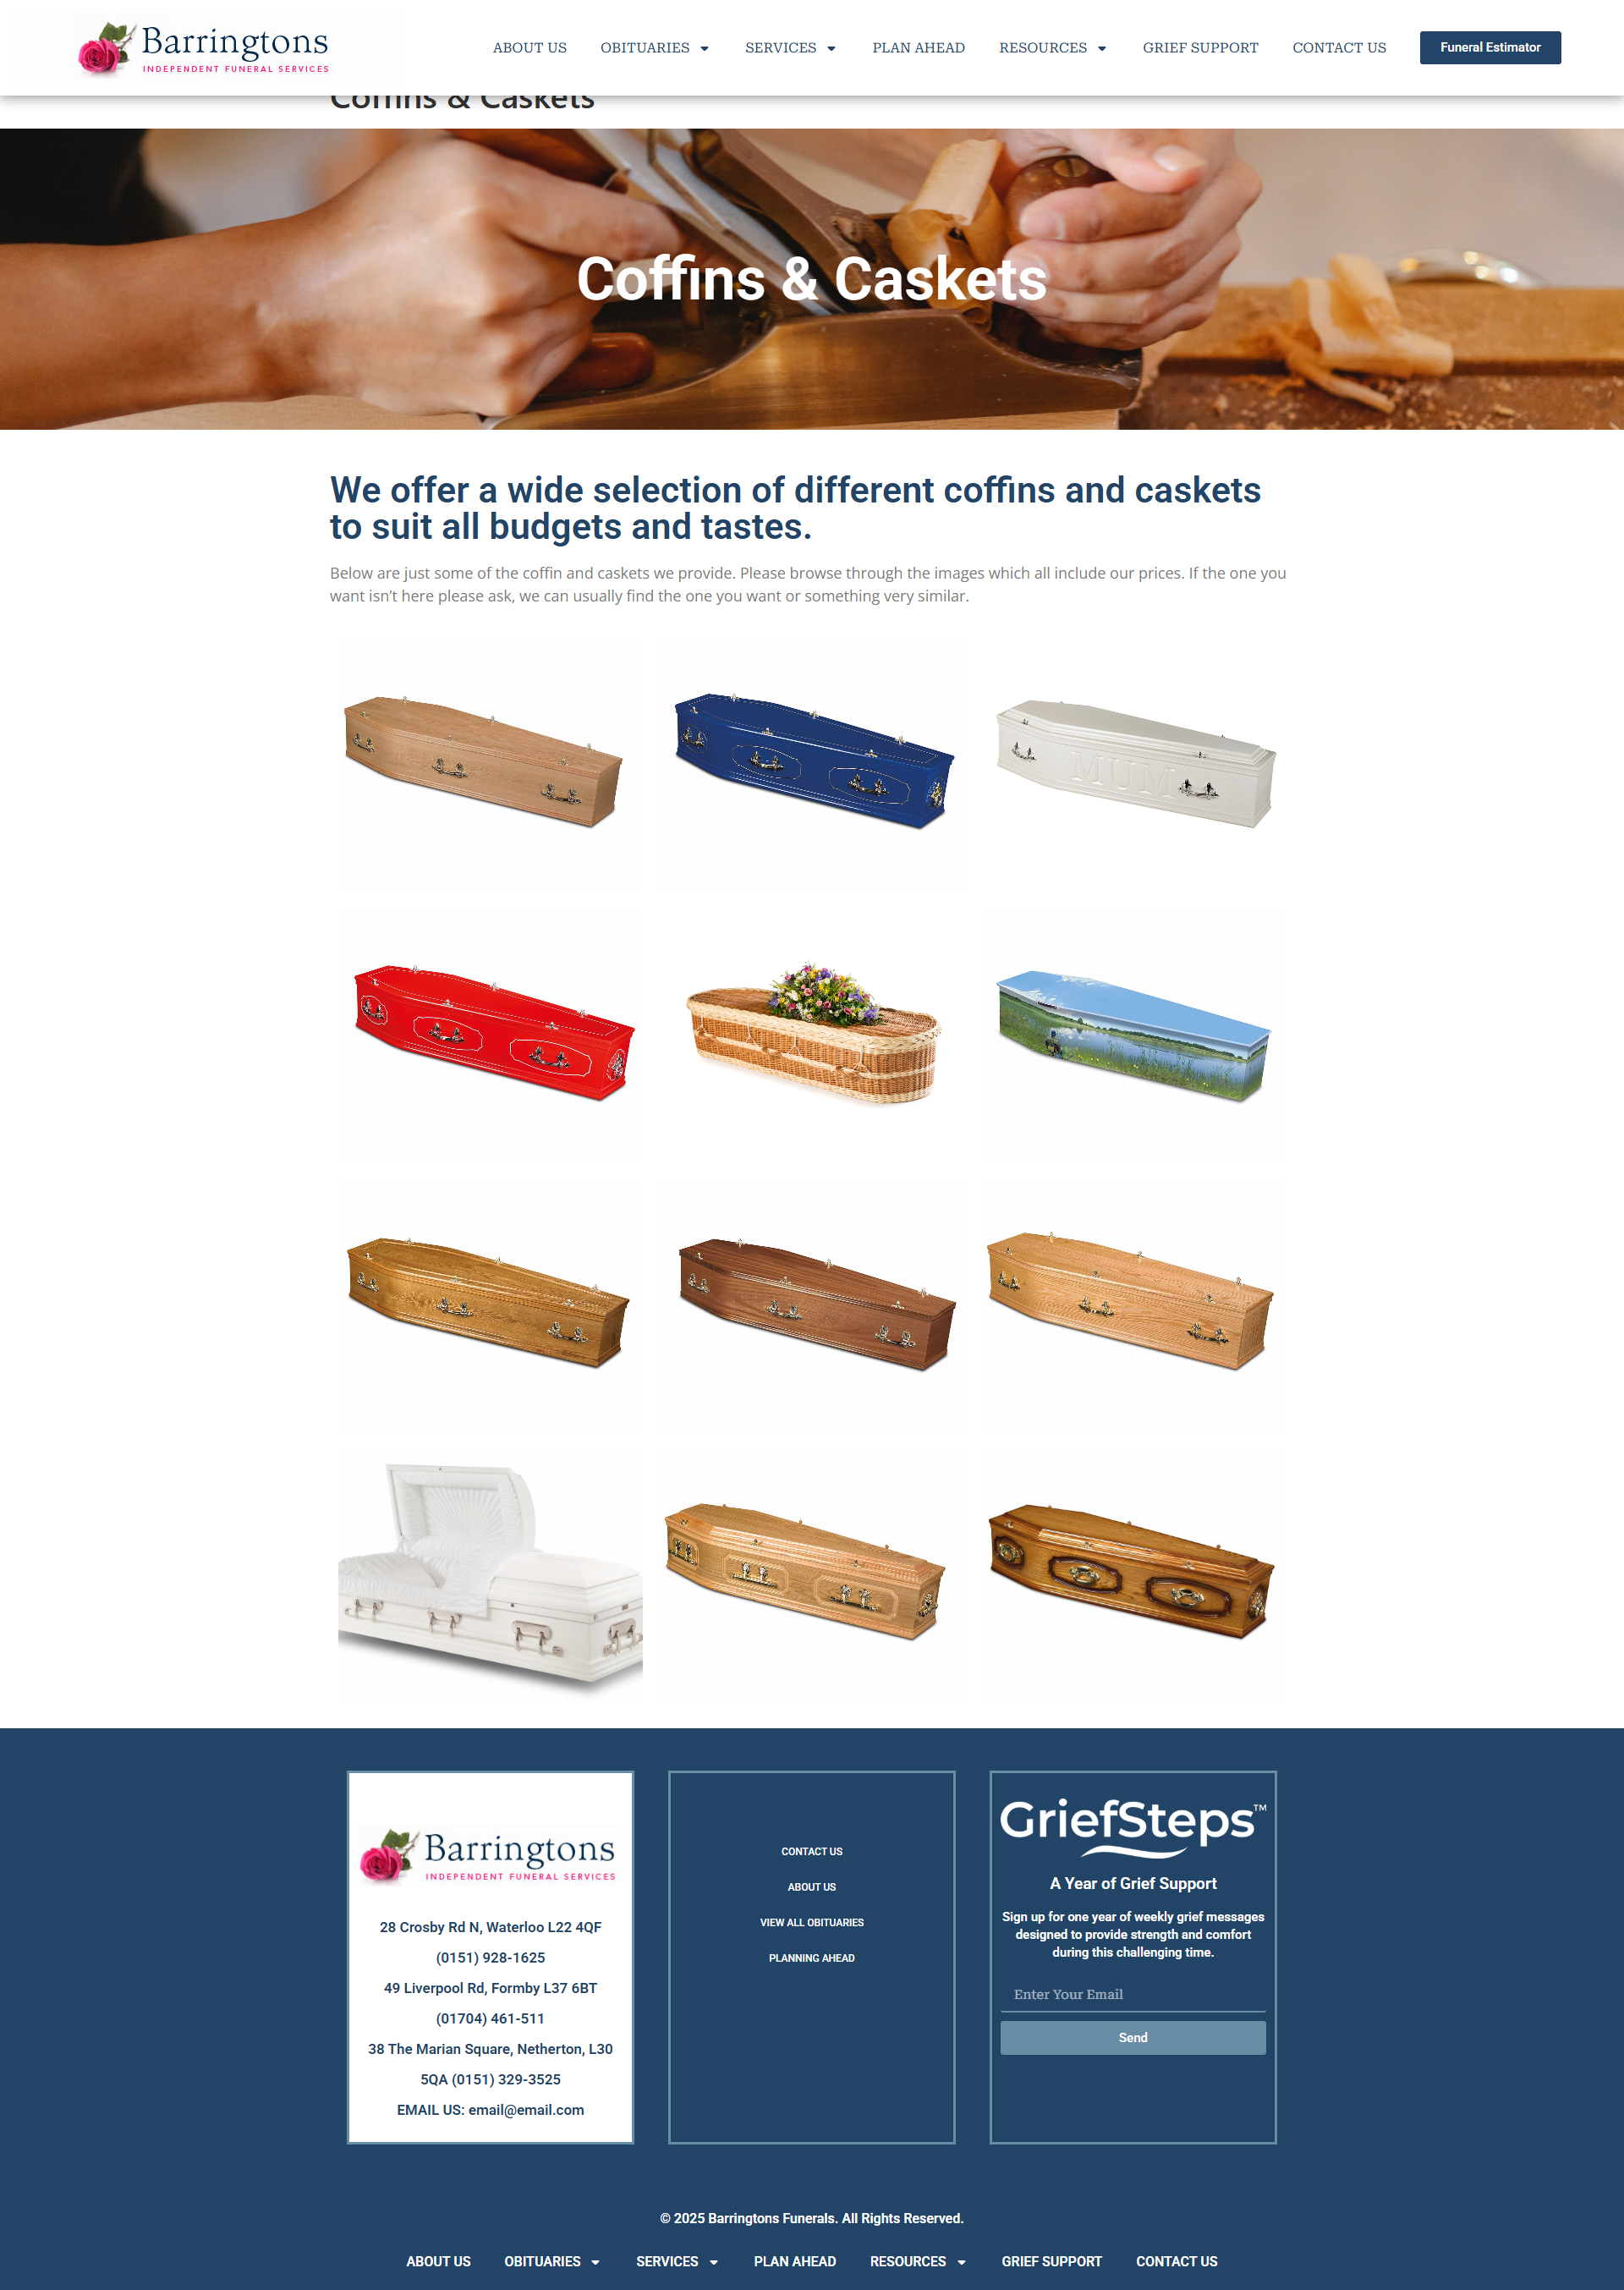 Barringtons
INDEPENDENT FUNERAL SERVICES
ABOUT US
OBITUARIES
SERVICES
PLAN AHEAD
RESOURCES
GRIEF SUPPORT
CONTACT US
Funeral Estimator
Coffins & Caskets
Coffins & Caskets
We offer a wide selection of different coffins and caskets
to suit all budgets and tastes.
Below are just some of the coffin and caskets we provide. Please browse through the images which all include our prices. If the one you
want isn’t here please ask, we can usually find the one you want or something very similar.
MUM
Barringtons
INDEPENDENT FUNERAL SERVICES
28 Crosby Rd N, Waterloo L22 4QF
(0151) 928-1625
49 Liverpool Rd, Formby L37 6BT
(01704) 461-511
38 The Marian Square, Netherton, L30
5QA (0151) 329-3525
EMAIL US: email@email.com
CONTACT US
ABOUT US
VIEW ALL OBITUARIES
PLANNING AHEAD
GriefSteps™
A Year of Grief Support
Sign up for one year of weekly grief messages
designed to provide strength and comfort
during this challenging time.
Enter Your Email
Send
© 2025 Barringtons Funerals. All Rights Reserved.
ABOUT US
OBITUARIES
SERVICES
PLAN AHEAD
RESOURCES
GRIEF SUPPORT
CONTACT US